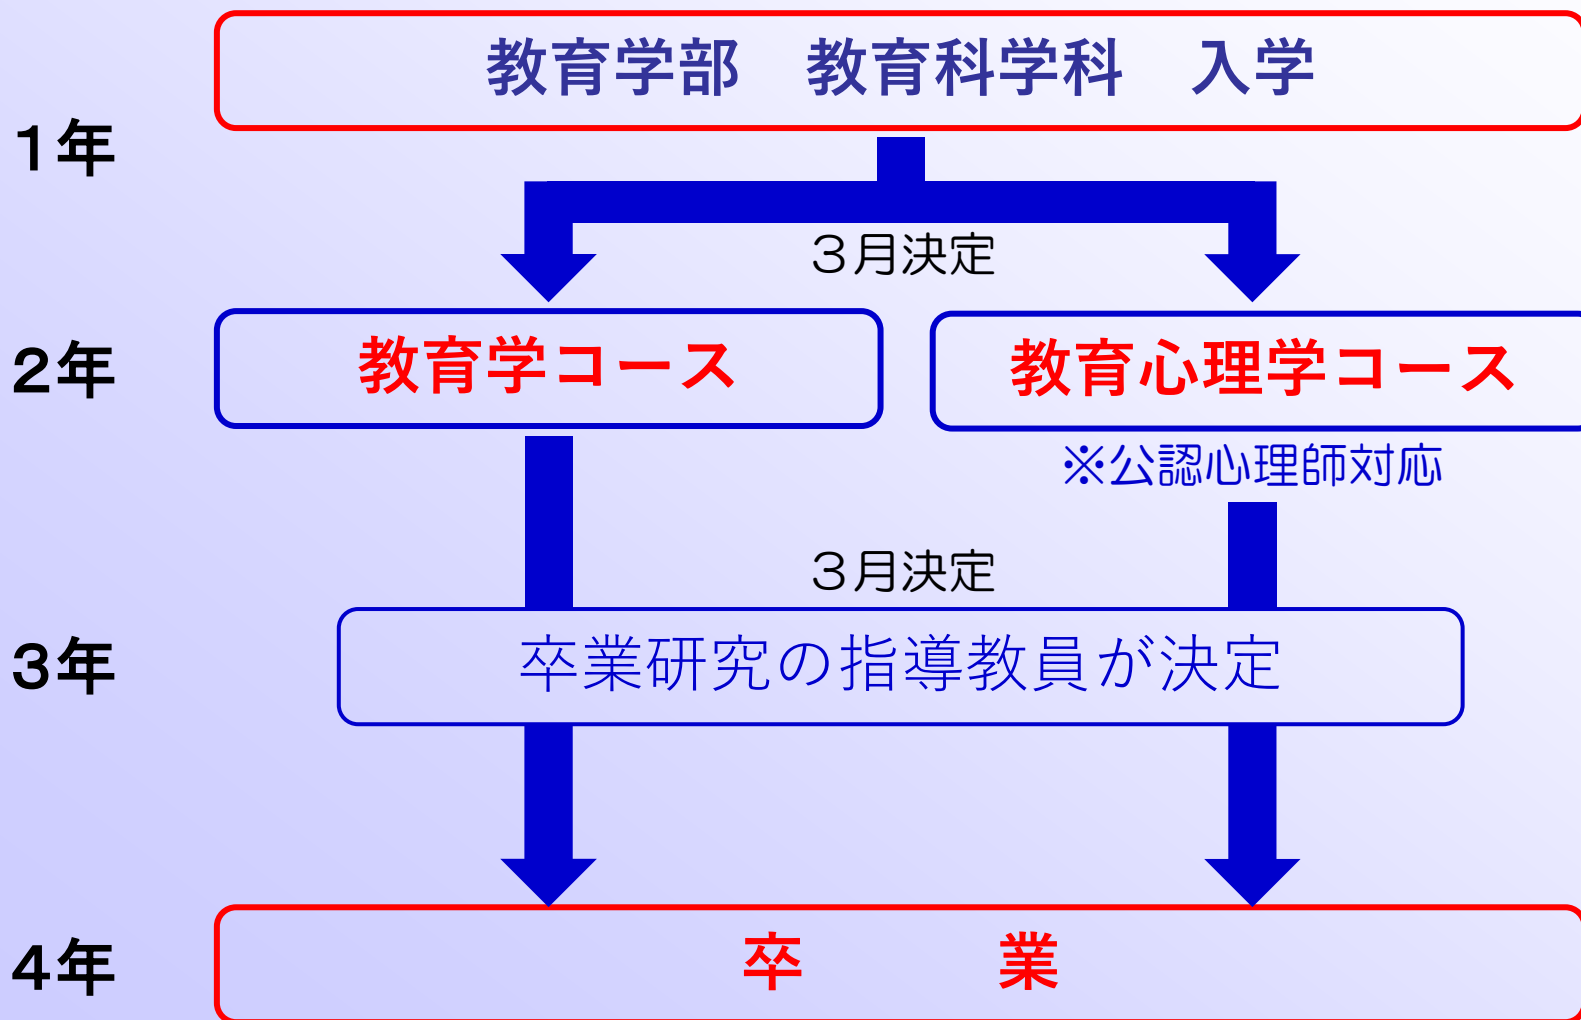 教育学部　教育科学科　入学
１年
３月決定
２年
教育学コース
教育心理学コース
※公認心理師対応
３月決定
３年
卒業研究の指導教員が決定
４年
卒　　　業